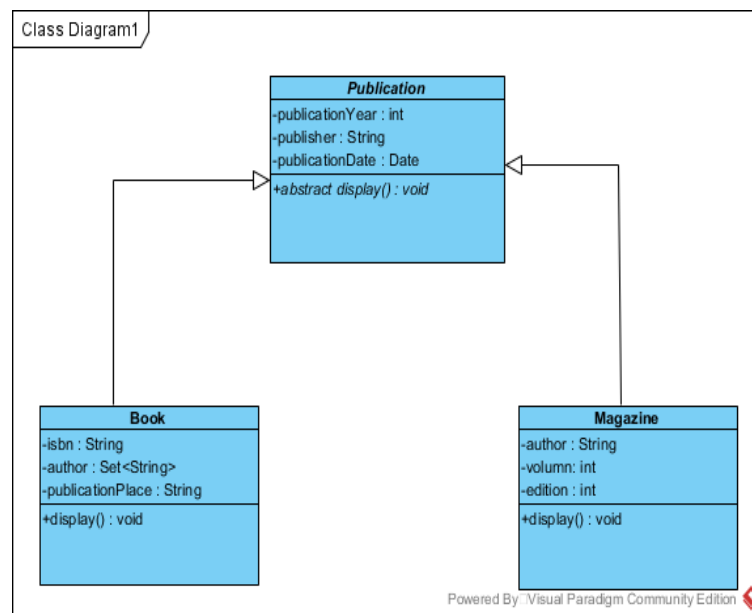 Class Diagram1
Publication
-publicationYear : int
-publisher : String
-publicationDate : Date
+abstract display() : void
Book
-isbn : String
-author : Set<String>
-publicationPlace : String
+display() : void
Magazine
-author : String
-volumn: int
-edition : int
+display() : void
Powered By Visual Paradigm Community Edition